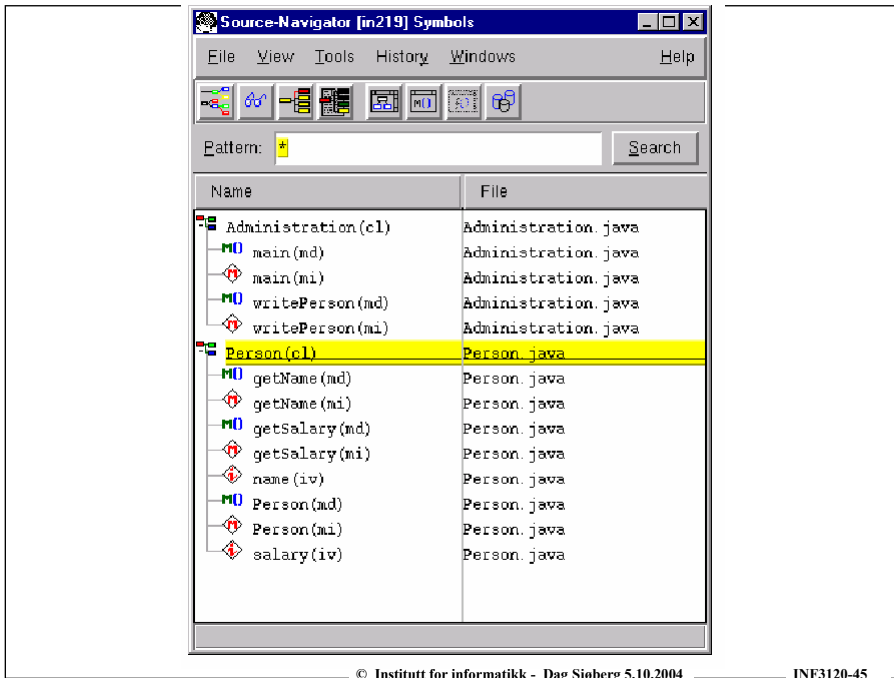 Source-Navigator [in219] Symbols
File View Tools History Windows Help
Pattern: * Search
Name File
Administration(cl) Administration.java
M() main(md) Administration.java
m main(mi) Administration.java
M() writePerson(md) Administration.java
m writePerson(mi) Administration.java
Person(cl) Person.java
M() getName(md) Person.java
m getName(mi) Person.java
M() getSalary(md) Person.java
m getSalary(mi) Person.java
i name(iv) Person.java
M() Person(md) Person.java
m Person(mi) Person.java
i salary(iv) Person.java
© Institutt for informatikk - Dag Sjøberg 5.10.2004 INF3120-45